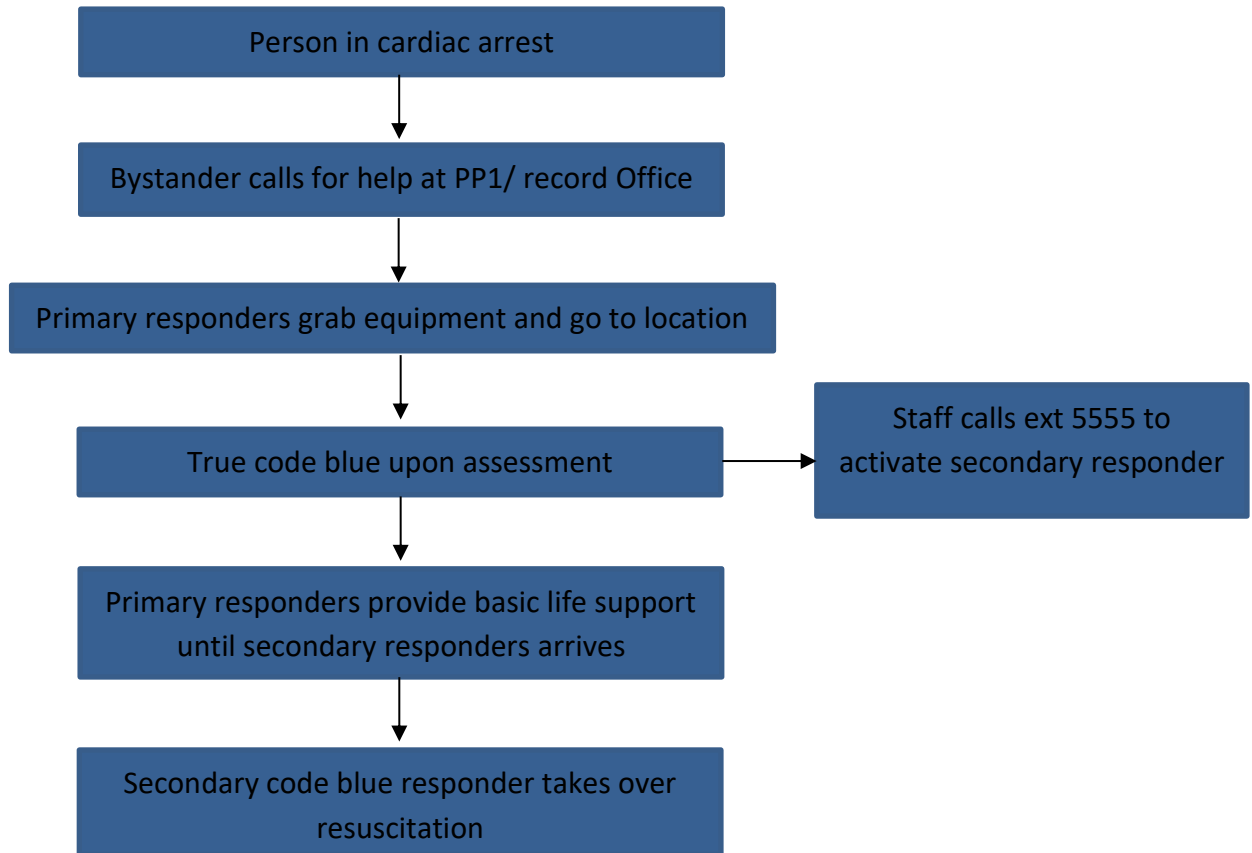 Person in cardiac arrest
Bystander calls for help at PP1/ record Office
Primary responders grab equipment and go to location
True code blue upon assessment
Staff calls ext 5555 to
activate secondary responder
Primary responders provide basic life support
until secondary responders arrives
Secondary code blue responder takes over
resuscitation